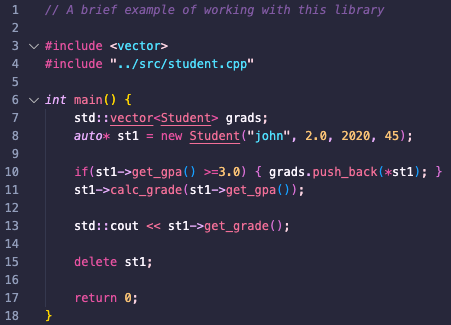 1 // A brief example of working with this library
2
3 #include <vector>
4 #include "../src/student.cpp"
5
6 int main() {
7 std::vector<Student> grads;
8 auto* st1 = new Student("john", 2.0, 2020, 45);
9
10 if(st1->get_gpa() >=3.0) { grads.push_back(*st1); }
11 st1->calc_grade(st1->get_gpa());
12
13 std::cout << st1->get_grade();
14
15 delete st1;
16
17 return 0;
18 }